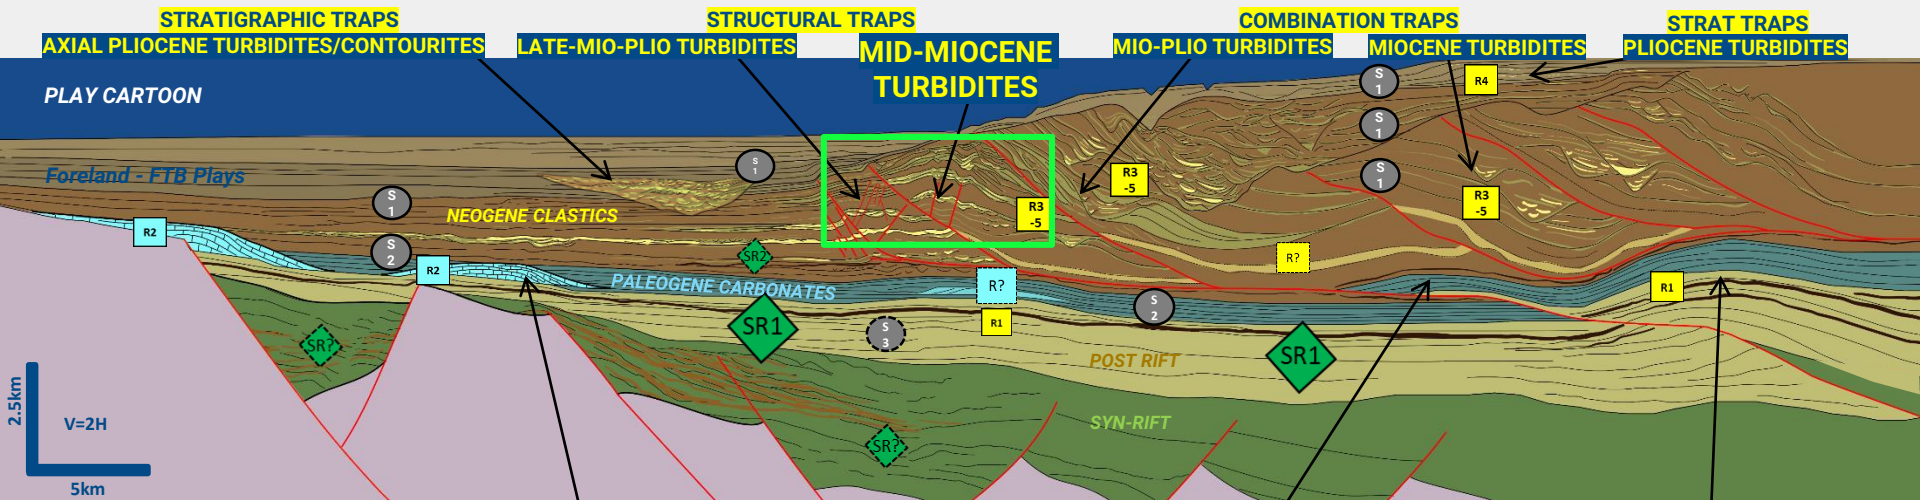 STRATIGRAPHIC TRAPS
AXIAL PLIOCENE TURBIDITES/CONTOURITES
STRUCTURAL TRAPS
LATE-MIO-PLIO TURBIDITES
MID-MIOCENE
TURBIDITES
COMBINATION TRAPS
MIO-PLIO TURBIDITES
MIOCENE TURBIDITES
STRAT TRAPS
PLIOCENE TURBIDITES
PLAY CARTOON
S
1
R4
S
1
S
1
Foreland - FTB Plays
S
1
S
1
R3
-5
R3
-5
R3
-5
NEOGENE CLASTICS
R2
S
2
R2
SR2
R?
PALEOGENE CARBONATES
R?
R1
S
2
R1
SR1
S
3
SR?
POST RIFT
SR1
SYN-RIFT
SR?
2.5km
V=2H
5km